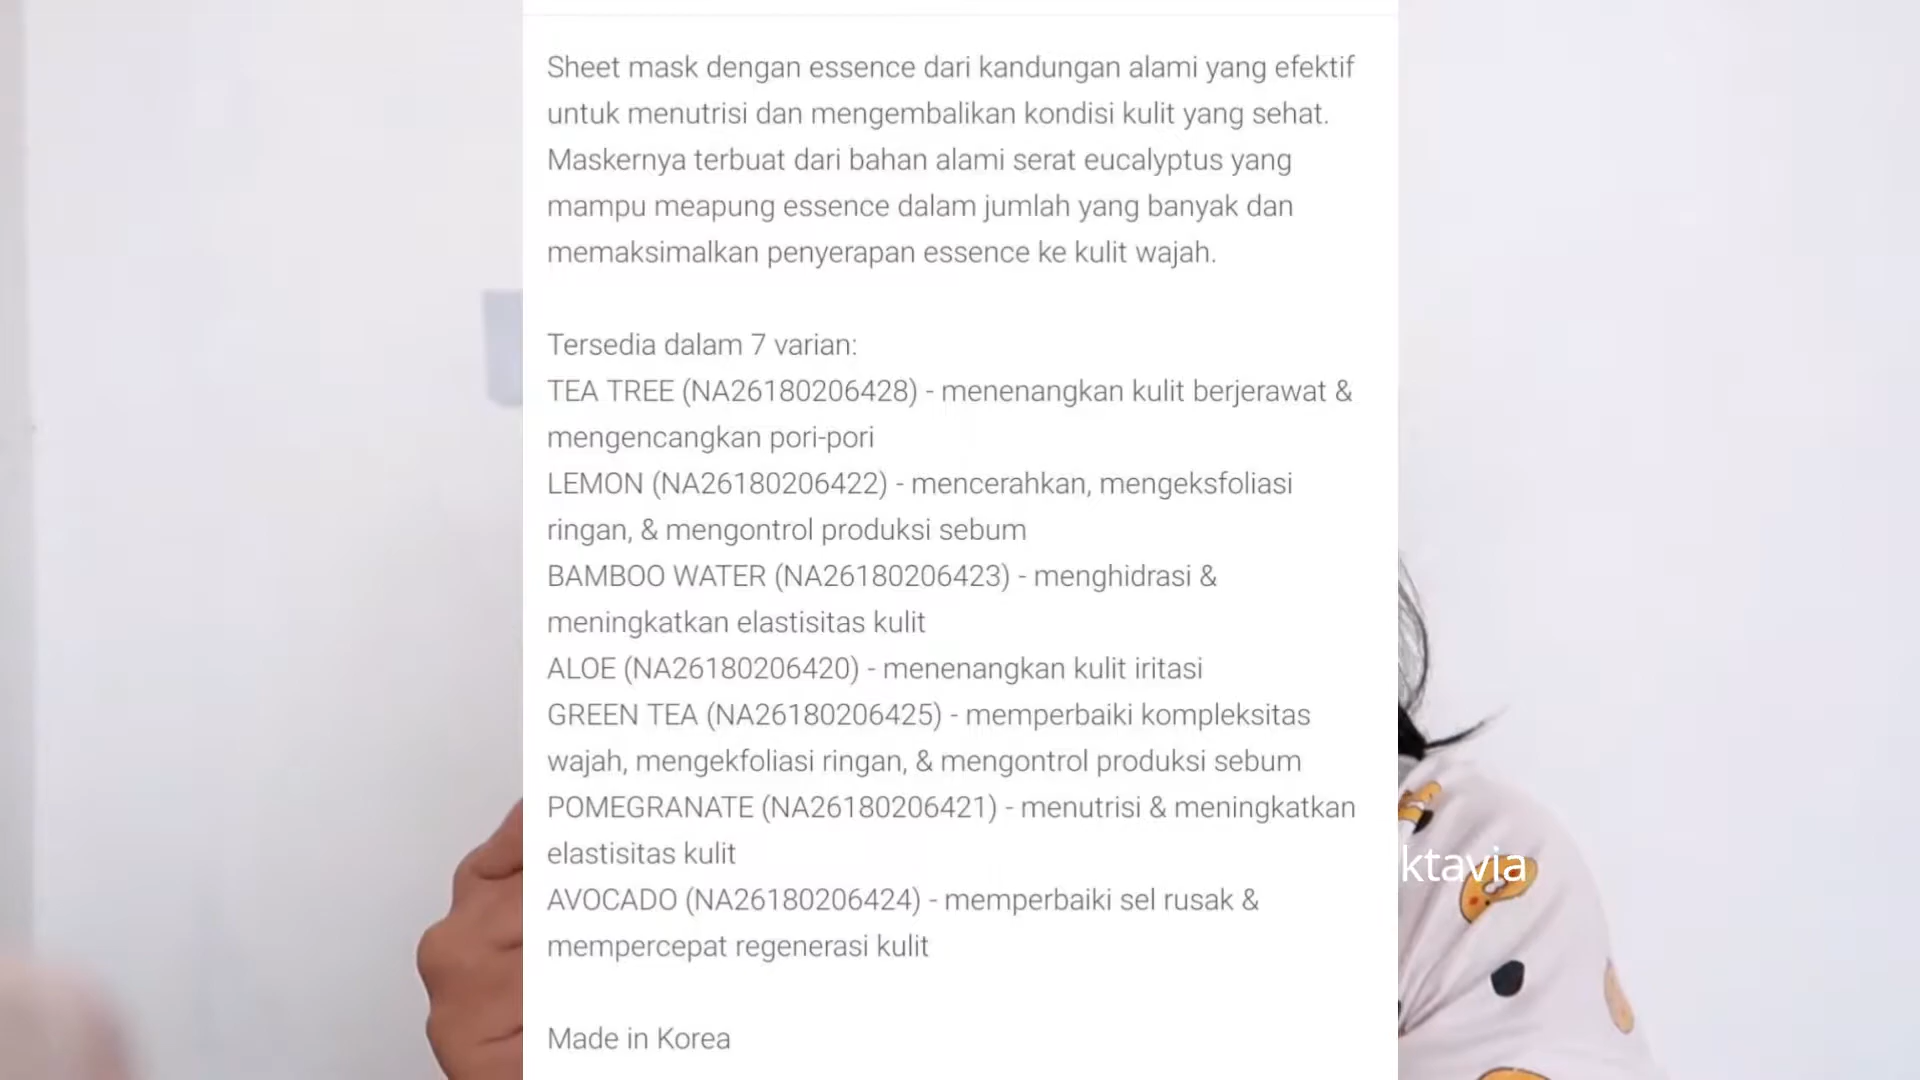 Sheet mask dengan essence dari kandungan alami yang efektif
untuk menutrisi dan mengembalikan kondisi kulit yang sehat.
Maskernya terbuat dari bahan alami serat eucalyptus yang
mampu meapung essence dalam jumlah yang banyak dan
memaksimalkan penyerapan essence ke kulit wajah.
Tersedia dalam 7 varian:
TEA TREE (NA26180206428) - menenangkan kulit berjerawat &
mengencangkan pori-pori
LEMON (NA26180206422) - mencerahkan, mengeksfoliasi
ringan, & mengontrol produksi sebum
BAMBOO WATER (NA26180206423) - menghidrasi &
meningkatkan elastisitas kulit
ALOE (NA26180206420) - menenangkan kulit iritasi
GREEN TEA (NA26180206425) - memperbaiki kompleksitas
wajah, mengekfoliasi ringan, & mengontrol produksi sebum
POMEGRANATE (NA26180206421) - menutrisi & meningkatkan
elastisitas kulit
AVOCADO (NA26180206424) - memperbaiki sel rusak &
mempercepat regenerasi kulit
Made in Korea
ktavia